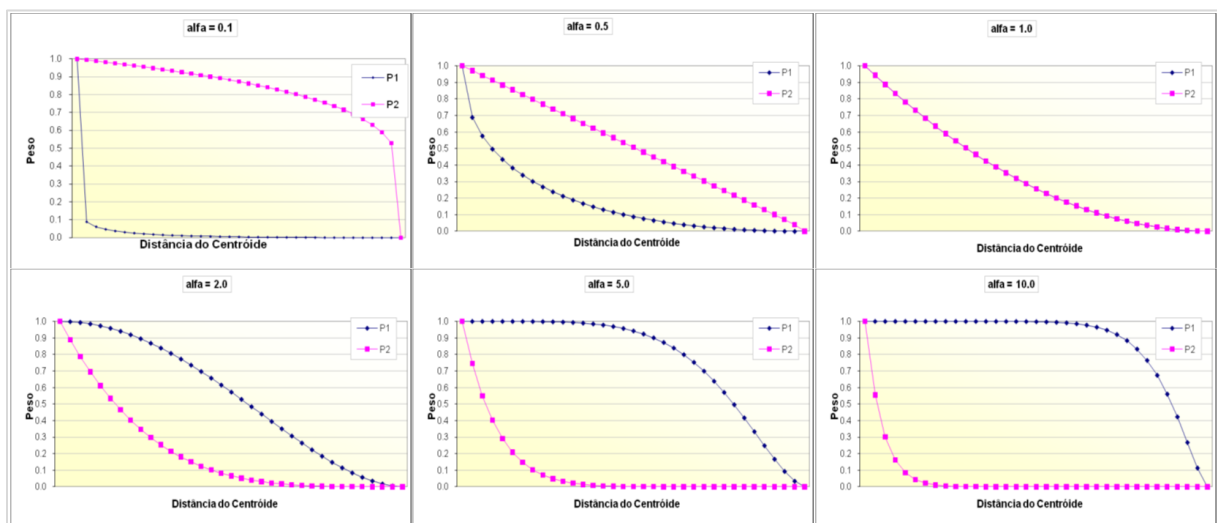 alfa = 0.1
1.0
0.9
0.8
0.7
0.6
0.5
0.4
0.3
0.2
0.1
0.0
Peso
P1
P2
Distância do Centróide
alfa = 0.5
1.0
0.9
0.8
0.7
0.6
0.5
0.4
0.3
0.2
0.1
0.0
Peso
P1
P2
Distância do Centróide
alfa = 1.0
1.0
0.9
0.8
0.7
0.6
0.5
0.4
0.3
0.2
0.1
0.0
Peso
P1
P2
Distância do Centróide
alfa = 2.0
1.0
0.9
0.8
0.7
0.6
0.5
0.4
0.3
0.2
0.1
0.0
Peso
P1
P2
Distância do Centróide
alfa = 5.0
1.0
0.9
0.8
0.7
0.6
0.5
0.4
0.3
0.2
0.1
0.0
Peso
P1
P2
Distância do Centróide
alfa = 10.0
1.0
0.9
0.8
0.7
0.6
0.5
0.4
0.3
0.2
0.1
0.0
Peso
P1
P2
Distância do Centróide